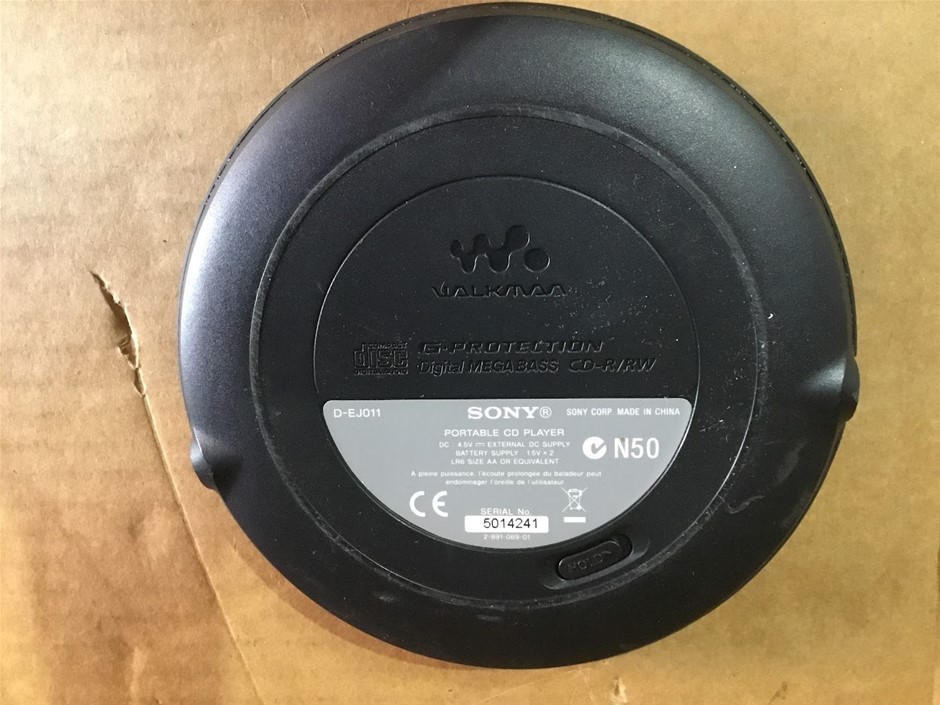 WALKMAN
COMPACT
disc
DIGITAL AUDIO
G-PROTECTION
Digital MEGABASS CD-R/RW
D-EJ011
SONY®
SONY CORP. MADE IN CHINA
PORTABLE CD PLAYER
DC : 4.5V ⎓ EXTERNAL DC SUPPLY
BATTERY SUPPLY : 1.5V × 2
LR6 SIZE AA OR EQUIVALENT
N50
A pleine puissance, l'écoute prolongée du baladeur peut
endommager l'oreille de l'utilisateur
CE
SERIAL No.
5014241
2-891-069-01
HOLD